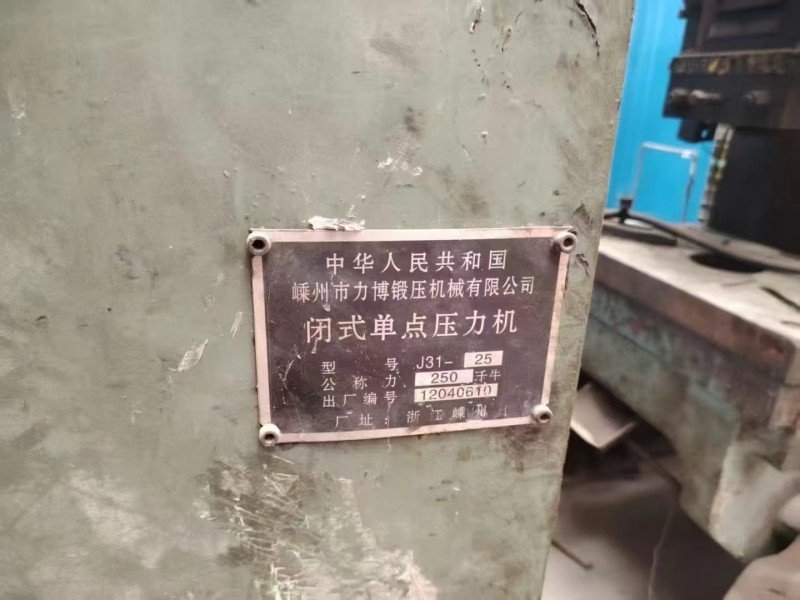 中华人民共和国
嵊州市力博锻压机械有限公司
闭式单点压力机
型 号 J31- 25
公 称 力 250 千牛
出厂编号 12040610
厂 址: 浙江嵊州